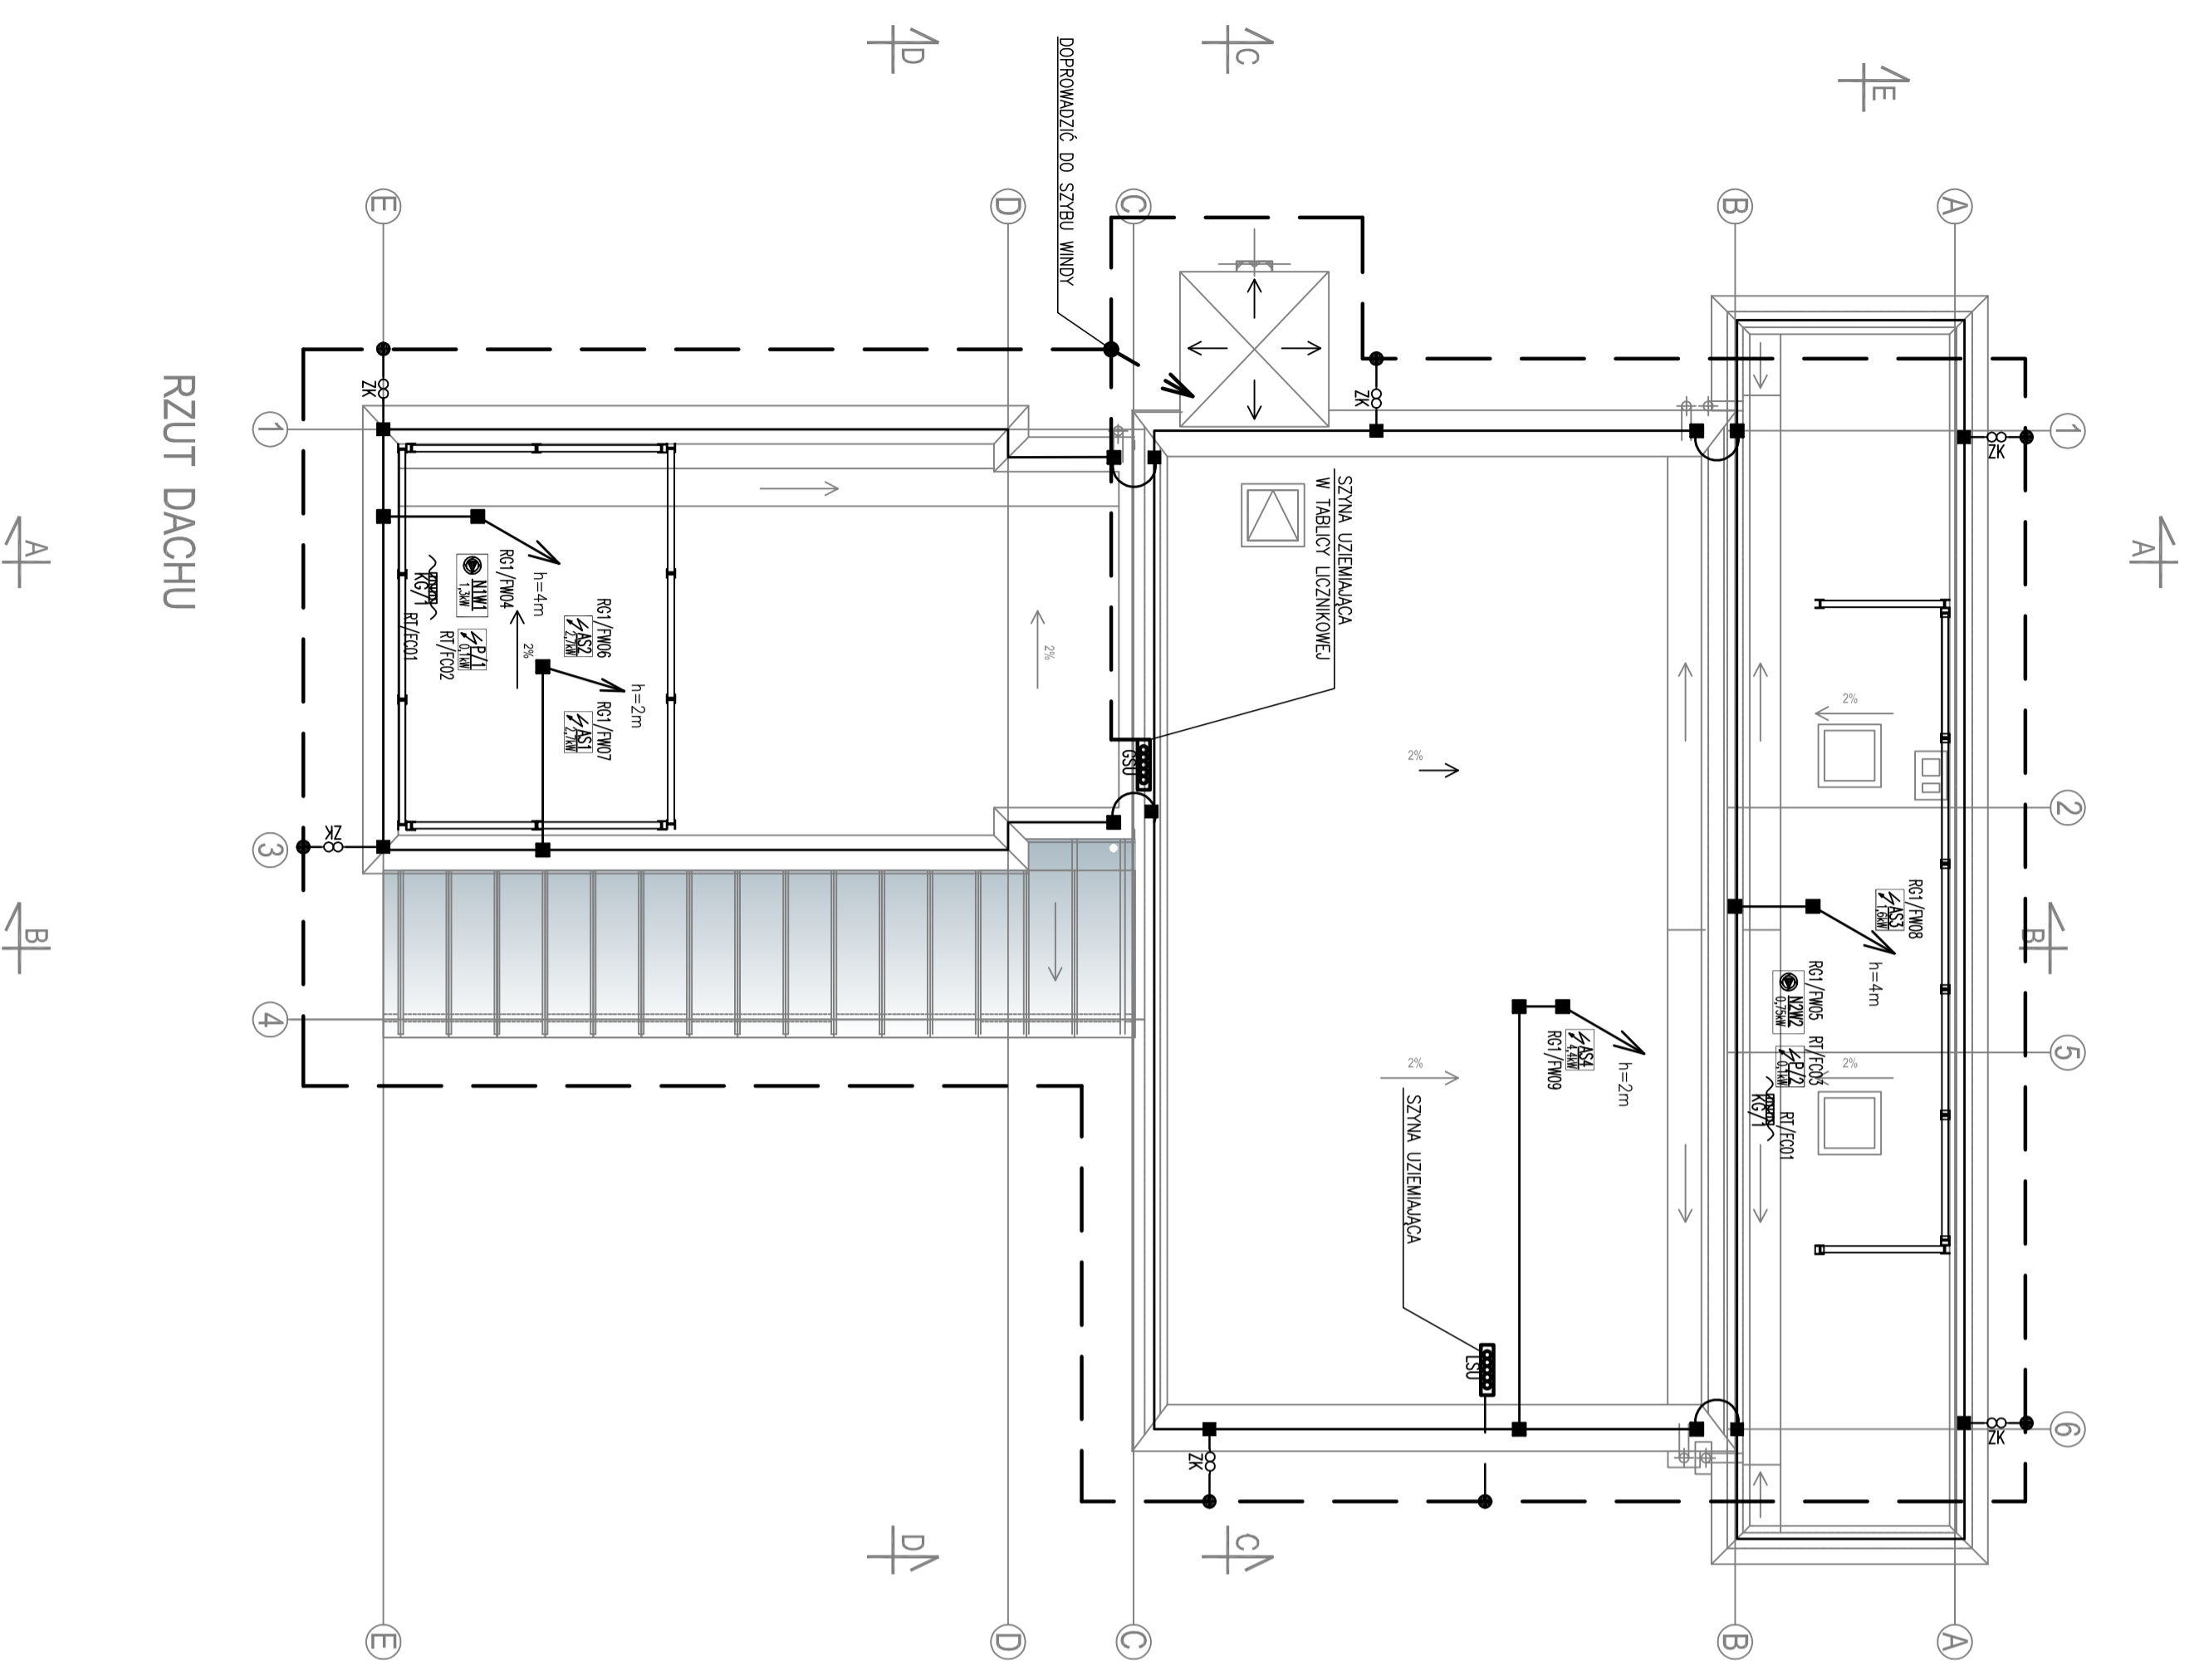 RZUT DACHU
DOPROWADZIĆ DO SZYBU WINDY
SZYNA UZIEMIAJĄCA
W TABLICY LICZNIKOWEJ
SZYNA UZIEMIAJĄCA
GSU
LSU
ZK
ZK
ZK
ZK
ZK
ZK
RG1/FW04
N1W1
1,3kW
h=4m
P/1
0,1kW
RT/FC02
KG/1
RT/FC01
2%
RG1/FW06
AS2
2,7kW
h=2m
RG1/FW07
AS1
2,7kW
2%
2%
2%
AS4
4,4kW
RG1/FW09
h=2m
RG1/FW08
AS3
1,6kW
h=4m
RG1/FW05
N2W2
0,75kW
RT/FC03
P/2
0,1kW
KG/1
RT/FC01
2%
2%
E
D
C
B
A
E
D
C
B
A
1
3
4
1
2
5
6
D
C
E
A
B
A
B
D
C